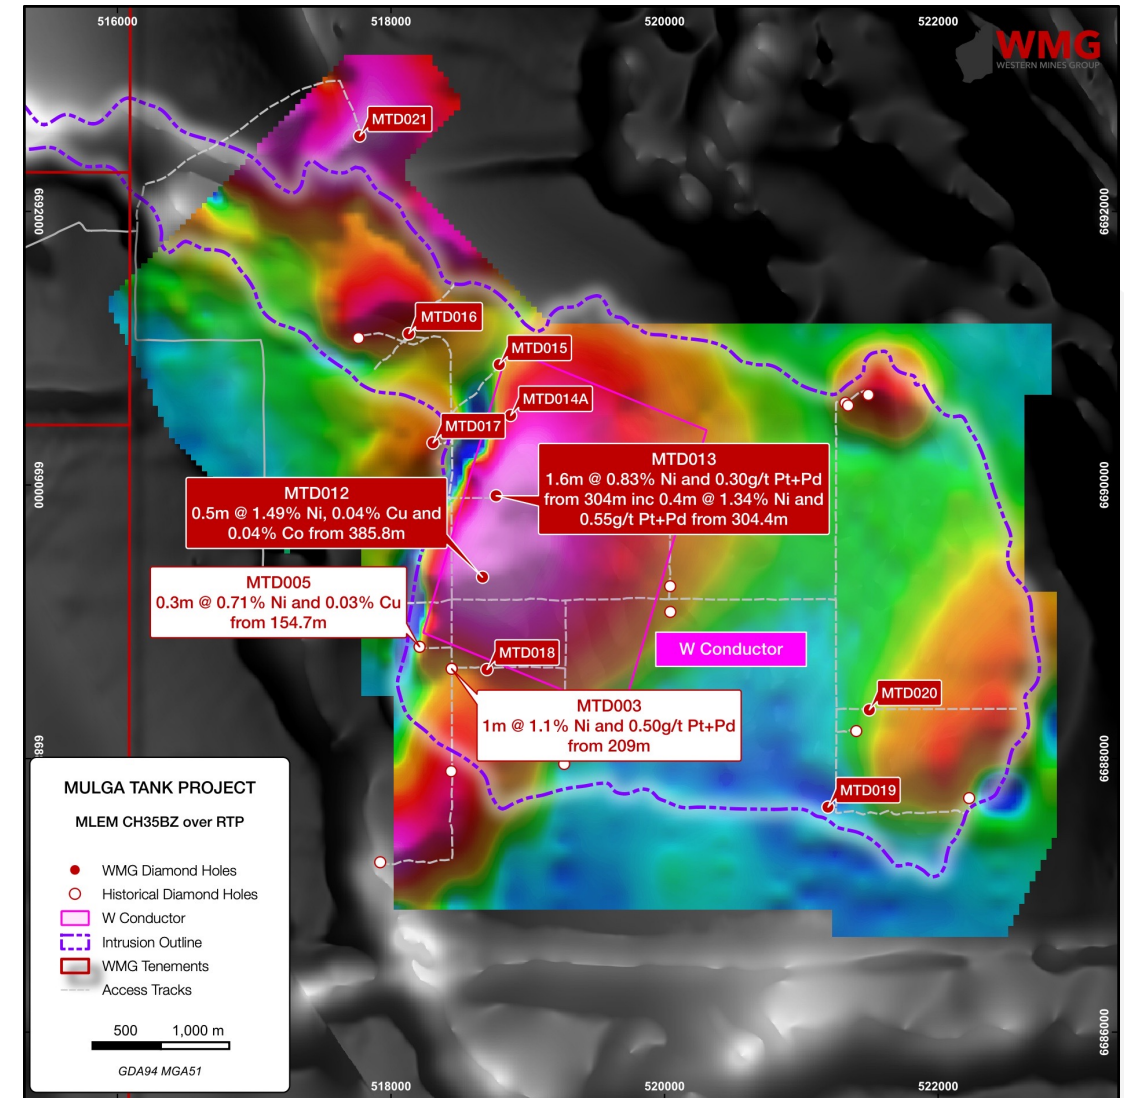 516000
518000
520000
522000
WMG
WESTERN MINES GROUP
MTD021
6692000
6692000
MTD016
MTD015
MTD014A
MTD017
MTD013
1.6m @ 0.83% Ni and 0.30g/t Pt+Pd
from 304m inc 0.4m @ 1.34% Ni and
0.55g/t Pt+Pd from 304.4m
6690000
6690000
MTD012
0.5m @ 1.49% Ni, 0.04% Cu and
0.04% Co from 385.8m
MTD005
0.3m @ 0.71% Ni and 0.03% Cu
from 154.7m
W Conductor
MTD018
MTD020
MTD003
1m @ 1.1% Ni and 0.50g/t Pt+Pd
from 209m
6688000
MTD019
MULGA TANK PROJECT
MLEM CH35BZ over RTP
WMG Diamond Holes
Historical Diamond Holes
W Conductor
Intrusion Outline
WMG Tenements
Access Tracks
500 1,000 m
GDA94 MGA51
6686000
518000
520000
522000